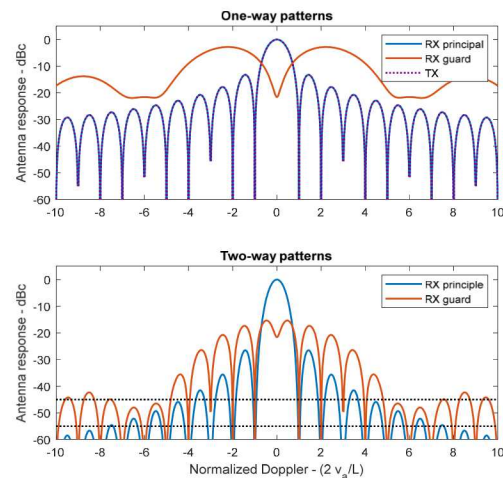 One-way patterns
Antenna response - dBc
0
-10
-20
-30
-40
-50
-60
RX principal
RX guard
TX
-10 -8 -6 -4 -2 0 2 4 6 8 10
Two-way patterns
Antenna response - dBc
0
-10
-20
-30
-40
-50
-60
RX principle
RX guard
-10 -8 -6 -4 -2 0 2 4 6 8 10
Normalized Doppler - (2 vₐ/L)